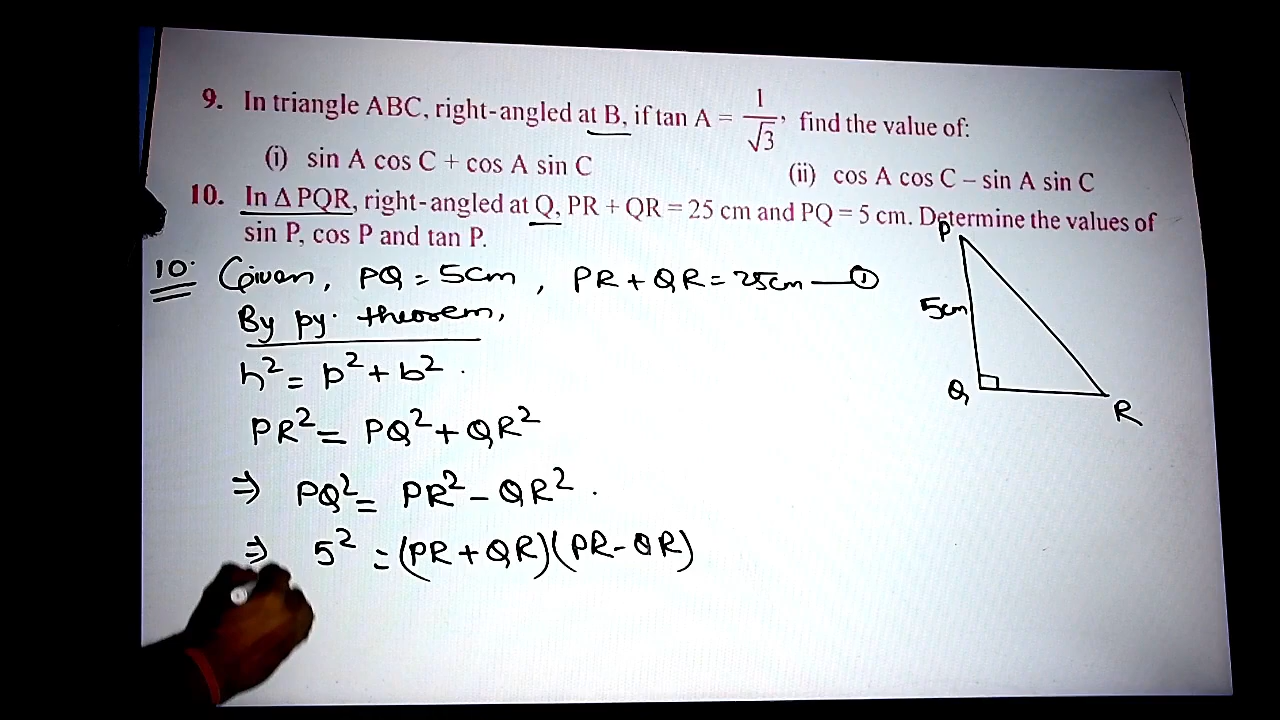 9. In triangle ABC, right-angled at B, if tan A = 1/√3, find the value of:
(i) sin A cos C + cos A sin C (ii) cos A cos C – sin A sin C
10. In Δ PQR, right-angled at Q, PR + QR = 25 cm and PQ = 5 cm. Determine the values of
sin P, cos P and tan P.
10. Given, PQ = 5cm, PR + QR = 25cm — ①
By py. theorem,
h² = p² + b².
PR² = PQ² + QR²
⇒ PQ² = PR² - QR².
⇒ 5² = (PR + QR)(PR - QR)
P
5cm
Q
R